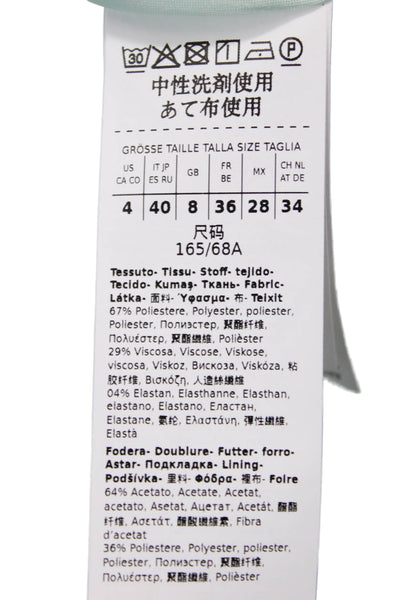 30 P
中性洗剤使用
あて布使用
GRÖSSE TAILLE TALLA SIZE TAGLIA
US CA CO IT JP ES RU GB FR BE MX CH NL AT DE
4 40 8 36 28 34
尺码
165/68A
Tessuto- Tissu- Stoff- tejido-
Tecido- Kumaş- Ткань- Fabric-
Látka- 面料- Ύφασμα- 布- Teixit
67% Poliestere, Polyester, poliester,
Poliester, Полиэстер, 聚酯纤维,
Πολυέστερ, 聚酯纖維, Polièster
29% Viscosa, Viscose, Viskose,
viscosa, Viskoz, Вискоза, Viskóza, 粘
胶纤维, Βισκόζη, 人造絲纖維
04% Elastan, Elasthanne, Elasthan,
elastano, Elastano, Еластан,
Elastane, 氨纶, Ελαστάνη, 彈性纖維,
Elastà
Fodera- Doublure- Futter- forro-
Astar- Подкладка- Lining-
Podšívka- 里料- Φόδρα- 裡布- Folre
64% Acetato, Acetate, Acetat,
acetato, Asetat, Ацетат, Acetát, 醋酯
纤维, Ασετάτ, 醋酸纖維素, Fibra
d'acetat
36% Poliestere, Polyester, poliester,
Poliester, Полиэстер, 聚酯纤维,
Πολυέστερ, 聚酯纖維, Polièster